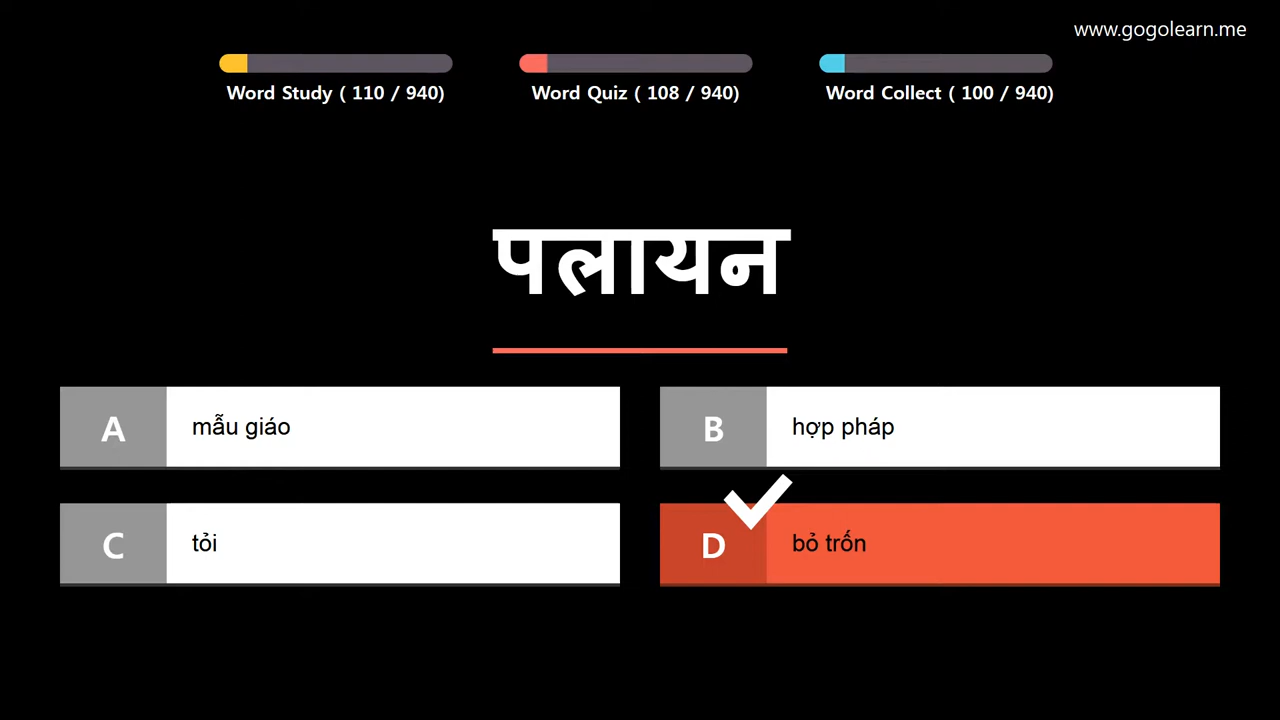 www.gogolearn.me
Word Study ( 110 / 940)
Word Quiz ( 108 / 940)
Word Collect ( 100 / 940)
पलायन
A mẫu giáo
B hợp pháp
C tỏi
D bỏ trốn